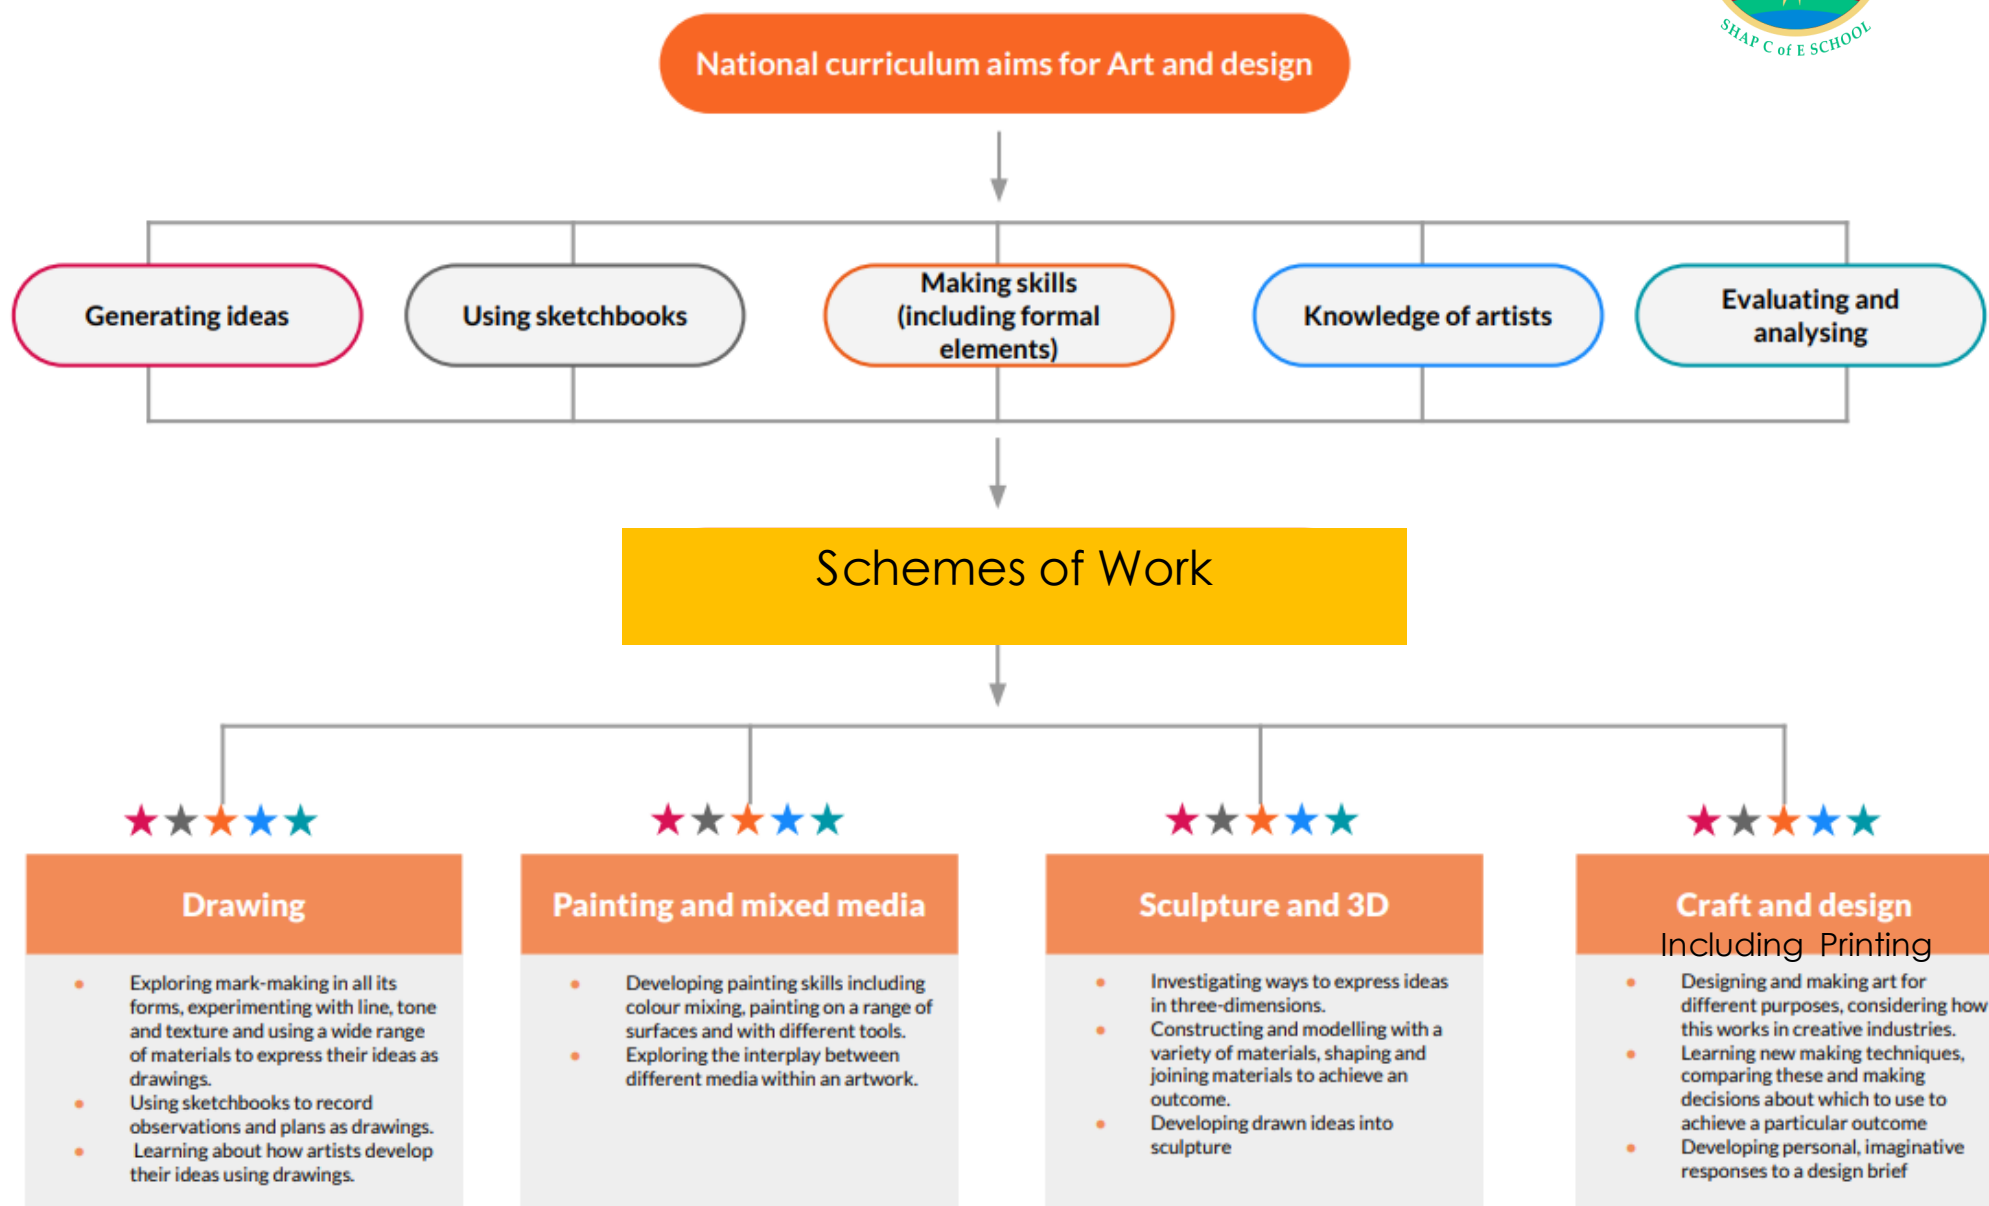 SHAP C of E SCHOOL
National curriculum aims for Art and design
Generating ideas
Using sketchbooks
Making skills
(including formal
elements)
Knowledge of artists
Evaluating and
analysing
Schemes of Work
Drawing
• Exploring mark-making in all its
forms, experimenting with line, tone
and texture and using a wide range
of materials to express their ideas as
drawings.
• Using sketchbooks to record
observations and plans as drawings.
• Learning about how artists develop
their ideas using drawings.
Painting and mixed media
• Developing painting skills including
colour mixing, painting on a range of
surfaces and with different tools.
• Exploring the interplay between
different media within an artwork.
Sculpture and 3D
• Investigating ways to express ideas
in three-dimensions.
• Constructing and modelling with a
variety of materials, shaping and
joining materials to achieve an
outcome.
• Developing drawn ideas into
sculpture
Craft and design
Including Printing
• Designing and making art for
different purposes, considering how
this works in creative industries.
• Learning new making techniques,
comparing these and making
decisions about which to use to
achieve a particular outcome
• Developing personal, imaginative
responses to a design brief